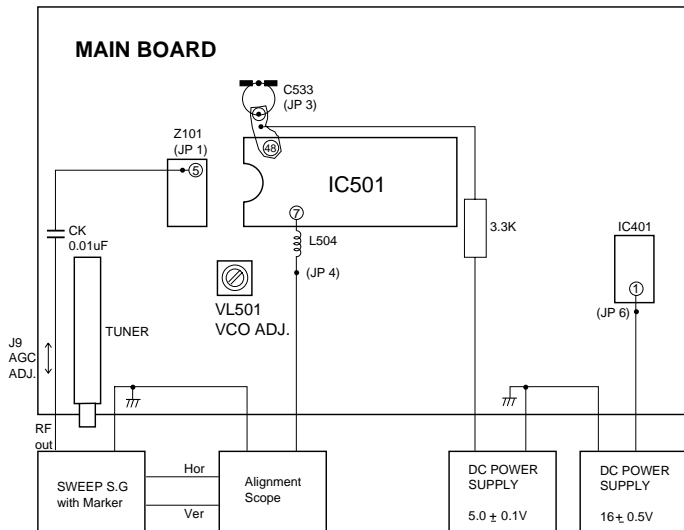 MAIN BOARD
C533
(JP 3)
Z101
(JP 1)
5
48
IC501
7
L504
(JP 4)
3.3K
IC401
1
(JP 6)
CK
0.01uF
VL501
VCO ADJ.
TUNER
J9
AGC
ADJ.
RF
out
SWEEP S.G
with Marker
Hor
Ver
Alignment
Scope
DC POWER
SUPPLY
5.0 ± 0.1V
DC POWER
SUPPLY
16 ± 0.5V